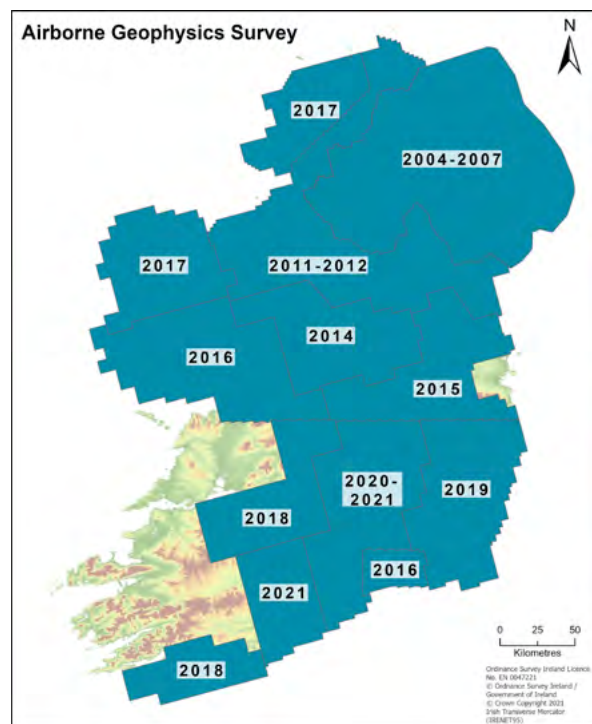 Airborne Geophysics Survey
N
2017
2004-2007
2017
2011-2012
2014
2016
2015
2020-
2021
2019
2018
2016
2021
2018
0 25 50
Kilometres
Ordnance Survey Ireland Licence
No. EN 0047221
© Ordnance Survey Ireland /
Government of Ireland
© Crown Copyright 2021
Irish Transverse Mercator
(IRENET95)